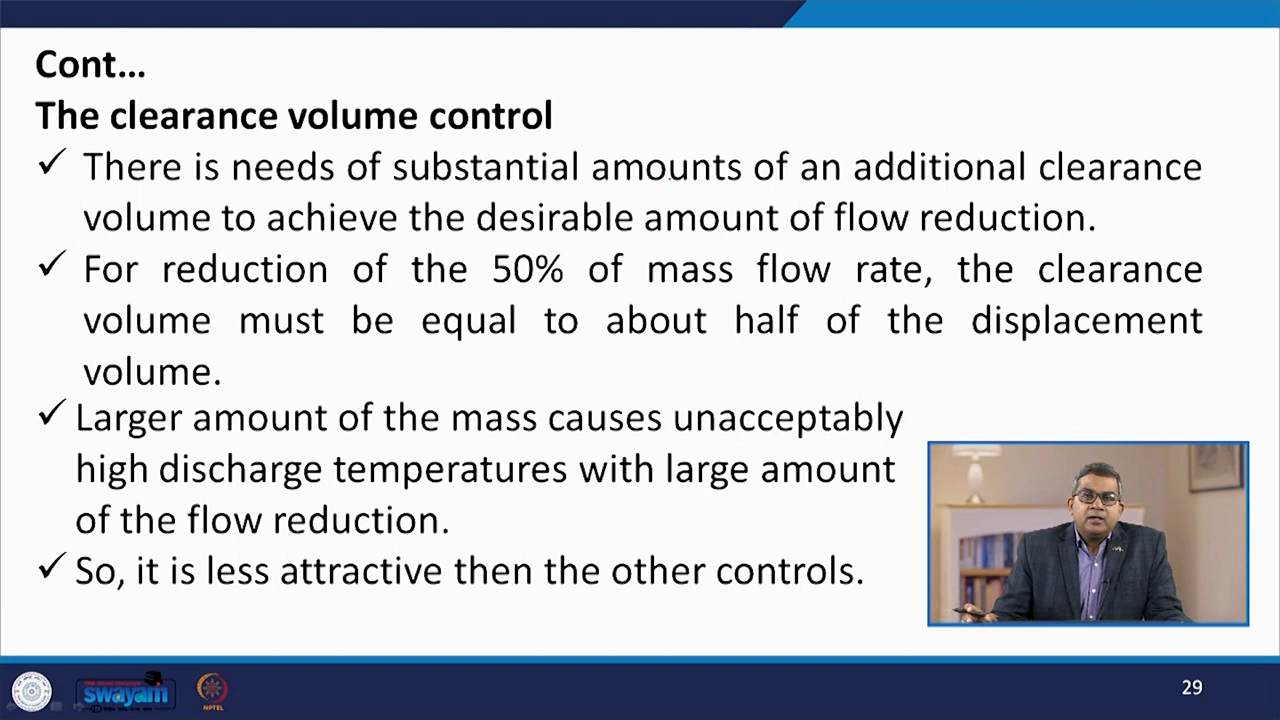 Cont...
The clearance volume control
✓ There is needs of substantial amounts of an additional clearance
volume to achieve the desirable amount of flow reduction.
✓ For reduction of the 50% of mass flow rate, the clearance
volume must be equal to about half of the displacement
volume.
✓ Larger amount of the mass causes unacceptably
high discharge temperatures with large amount
of the flow reduction.
✓ So, it is less attractive then the other controls.
swayam
NPTEL
29